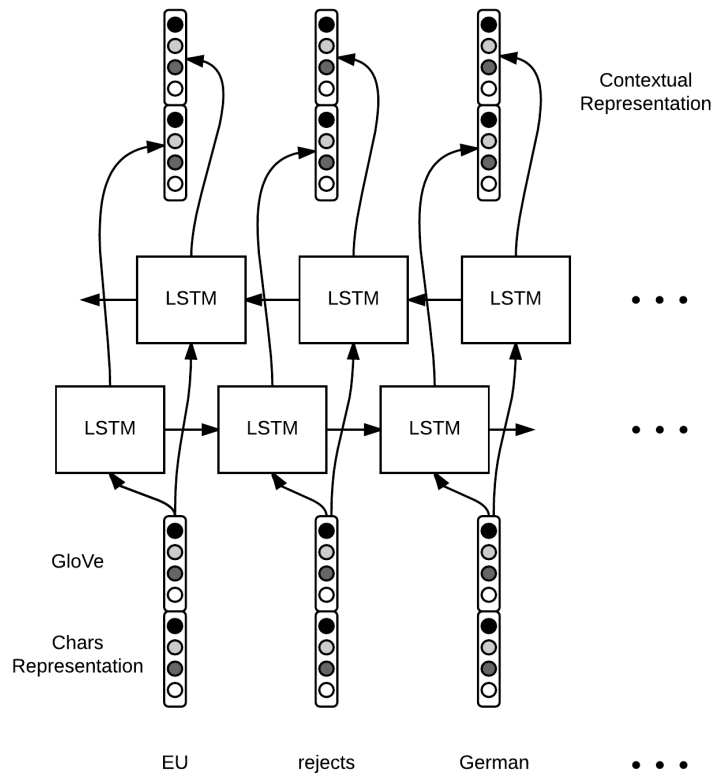 Contextual
Representation
LSTM LSTM LSTM • • •
LSTM LSTM LSTM • • •
GloVe
Chars
Representation
EU rejects German • • •